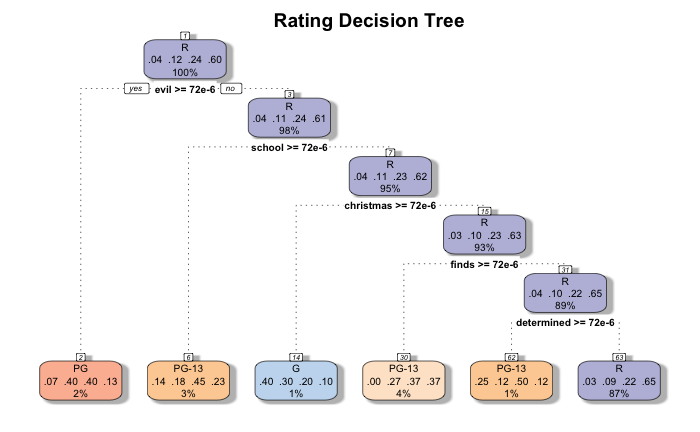 Rating Decision Tree
1
R
.04 .12 .24 .60
100%
yes evil >= 72e-6 no
3
R
.04 .11 .24 .61
98%
school >= 72e-6
7
R
.04 .11 .23 .62
95%
christmas >= 72e-6
15
R
.03 .10 .23 .63
93%
finds >= 72e-6
31
R
.04 .10 .22 .65
89%
determined >= 72e-6
2
PG
.07 .40 .40 .13
2%
6
PG-13
.14 .18 .45 .23
3%
14
G
.40 .30 .20 .10
1%
30
PG-13
.00 .27 .37 .37
4%
62
PG-13
.25 .12 .50 .12
1%
63
R
.03 .09 .22 .65
87%